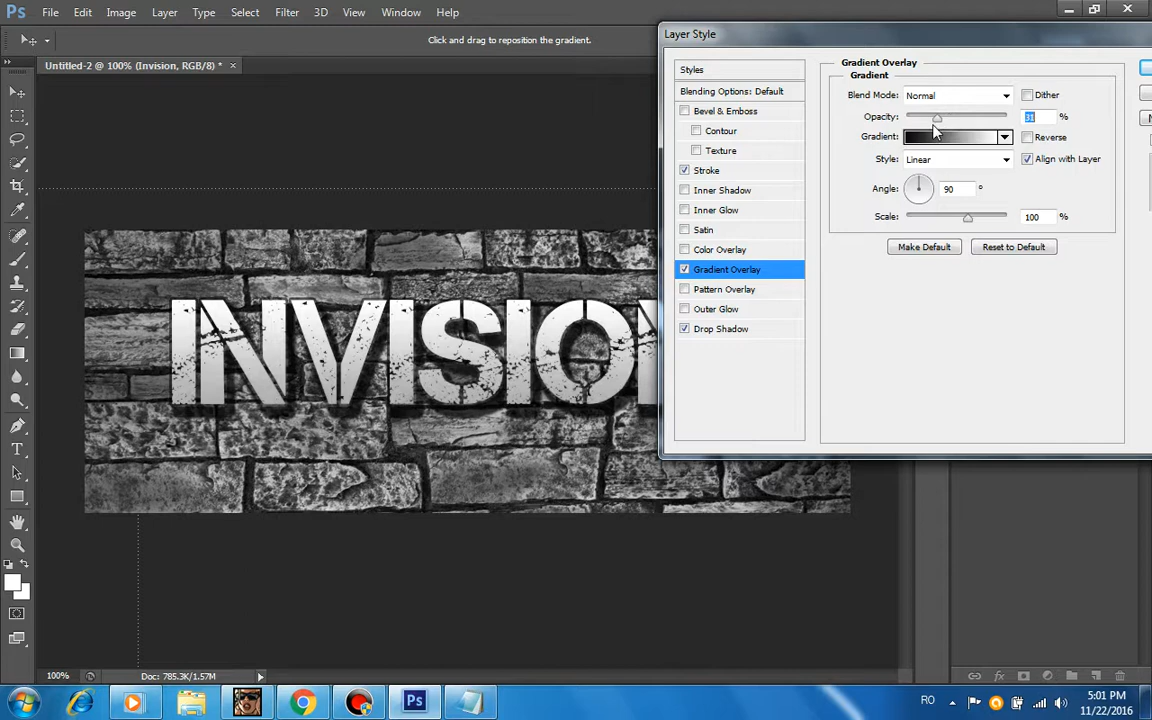 Ps File Edit Image Layer Type Select Filter 3D View Window Help
Click and drag to reposition the gradient.
Untitled-2 @ 100% (Invision, RGB/8) *
Layer Style
Styles
Blending Options: Default
Bevel & Emboss
Contour
Texture
Stroke
Inner Shadow
Inner Glow
Satin
Color Overlay
Gradient Overlay
Pattern Overlay
Outer Glow
Drop Shadow
Gradient Overlay
Gradient
Blend Mode: Normal Dither
Opacity: 31 %
Gradient: Reverse
Style: Linear Align with Layer
Angle: 90 °
Scale: 100 %
Make Default Reset to Default
INVISION
100% Doc: 785.3K/1.57M
Ps
RO
5:01 PM
11/22/2016